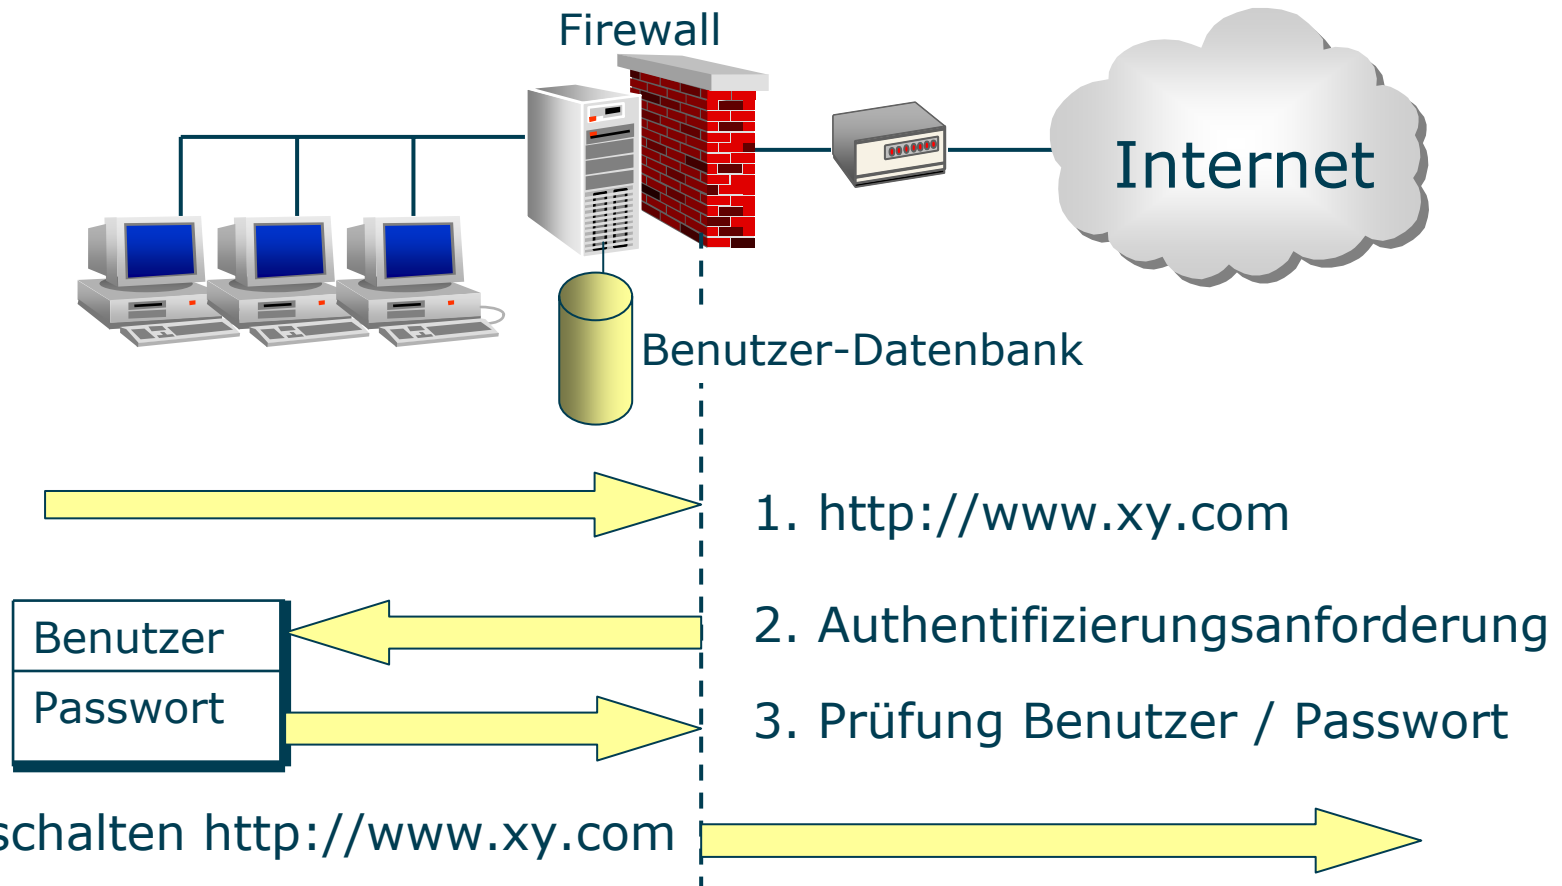 Firewall
Internet
Benutzer-Datenbank
1. http://www.xy.com
Benutzer
2. Authentifizierungsanforderung
Passwort
3. Prüfung Benutzer / Passwort
schalten http://www.xy.com